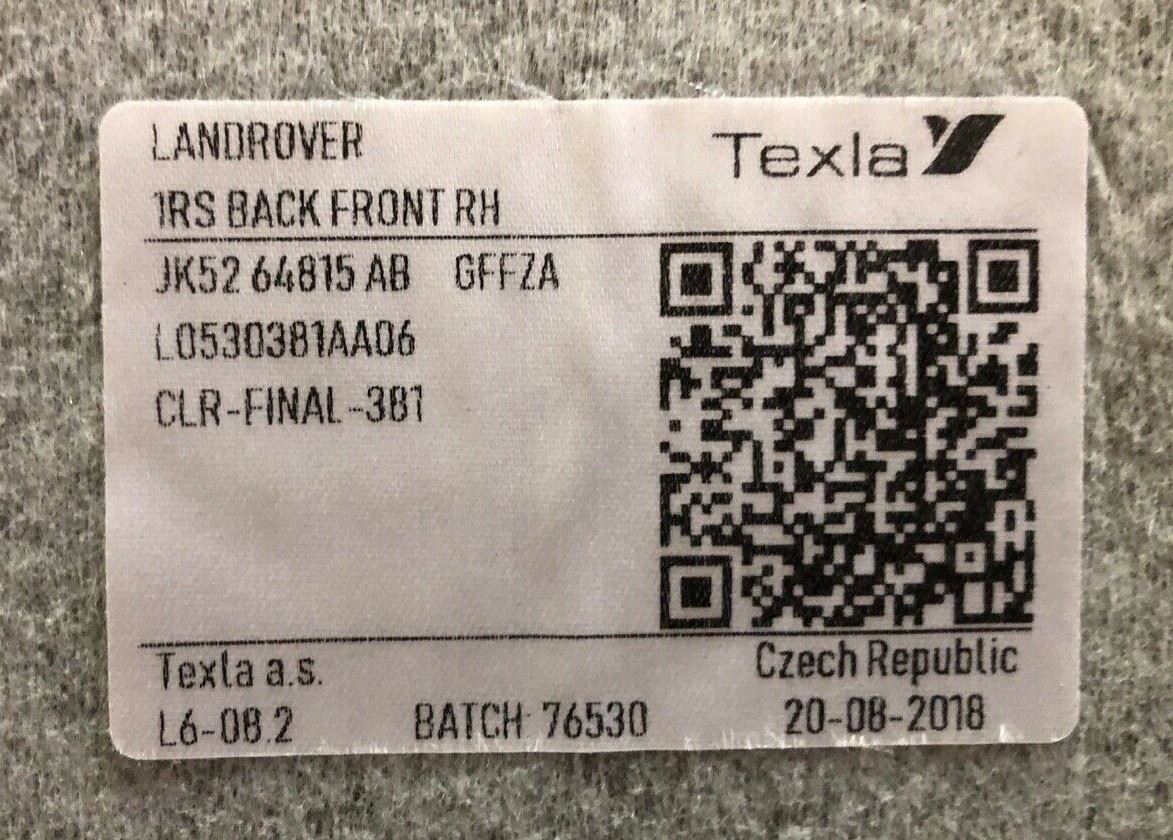 LANDROVER
Texla
1RS BACK FRONT RH
JK52 64815 AB GFFZA
L0530381AA06
CLR-FINAL-381
Texla a.s.
Czech Republic
L6-08.2 BATCH: 76530 20-08-2018